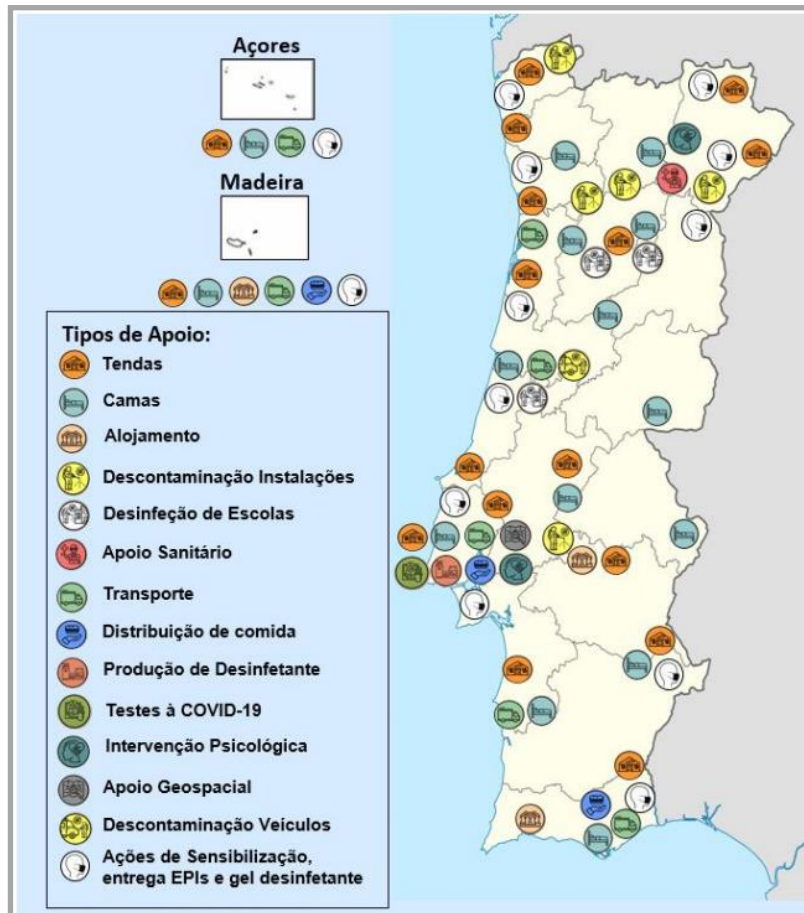 Açores
Madeira
Tipos de Apoio:
Tendas
Camas
Alojamento
Descontaminação Instalações
Desinfeção de Escolas
Apoio Sanitário
Transporte
Distribuição de comida
Produção de Desinfetante
Testes à COVID-19
Intervenção Psicológica
Apoio Geospacial
Descontaminação Veículos
Ações de Sensibilização,
entrega EPIs e gel desinfetante